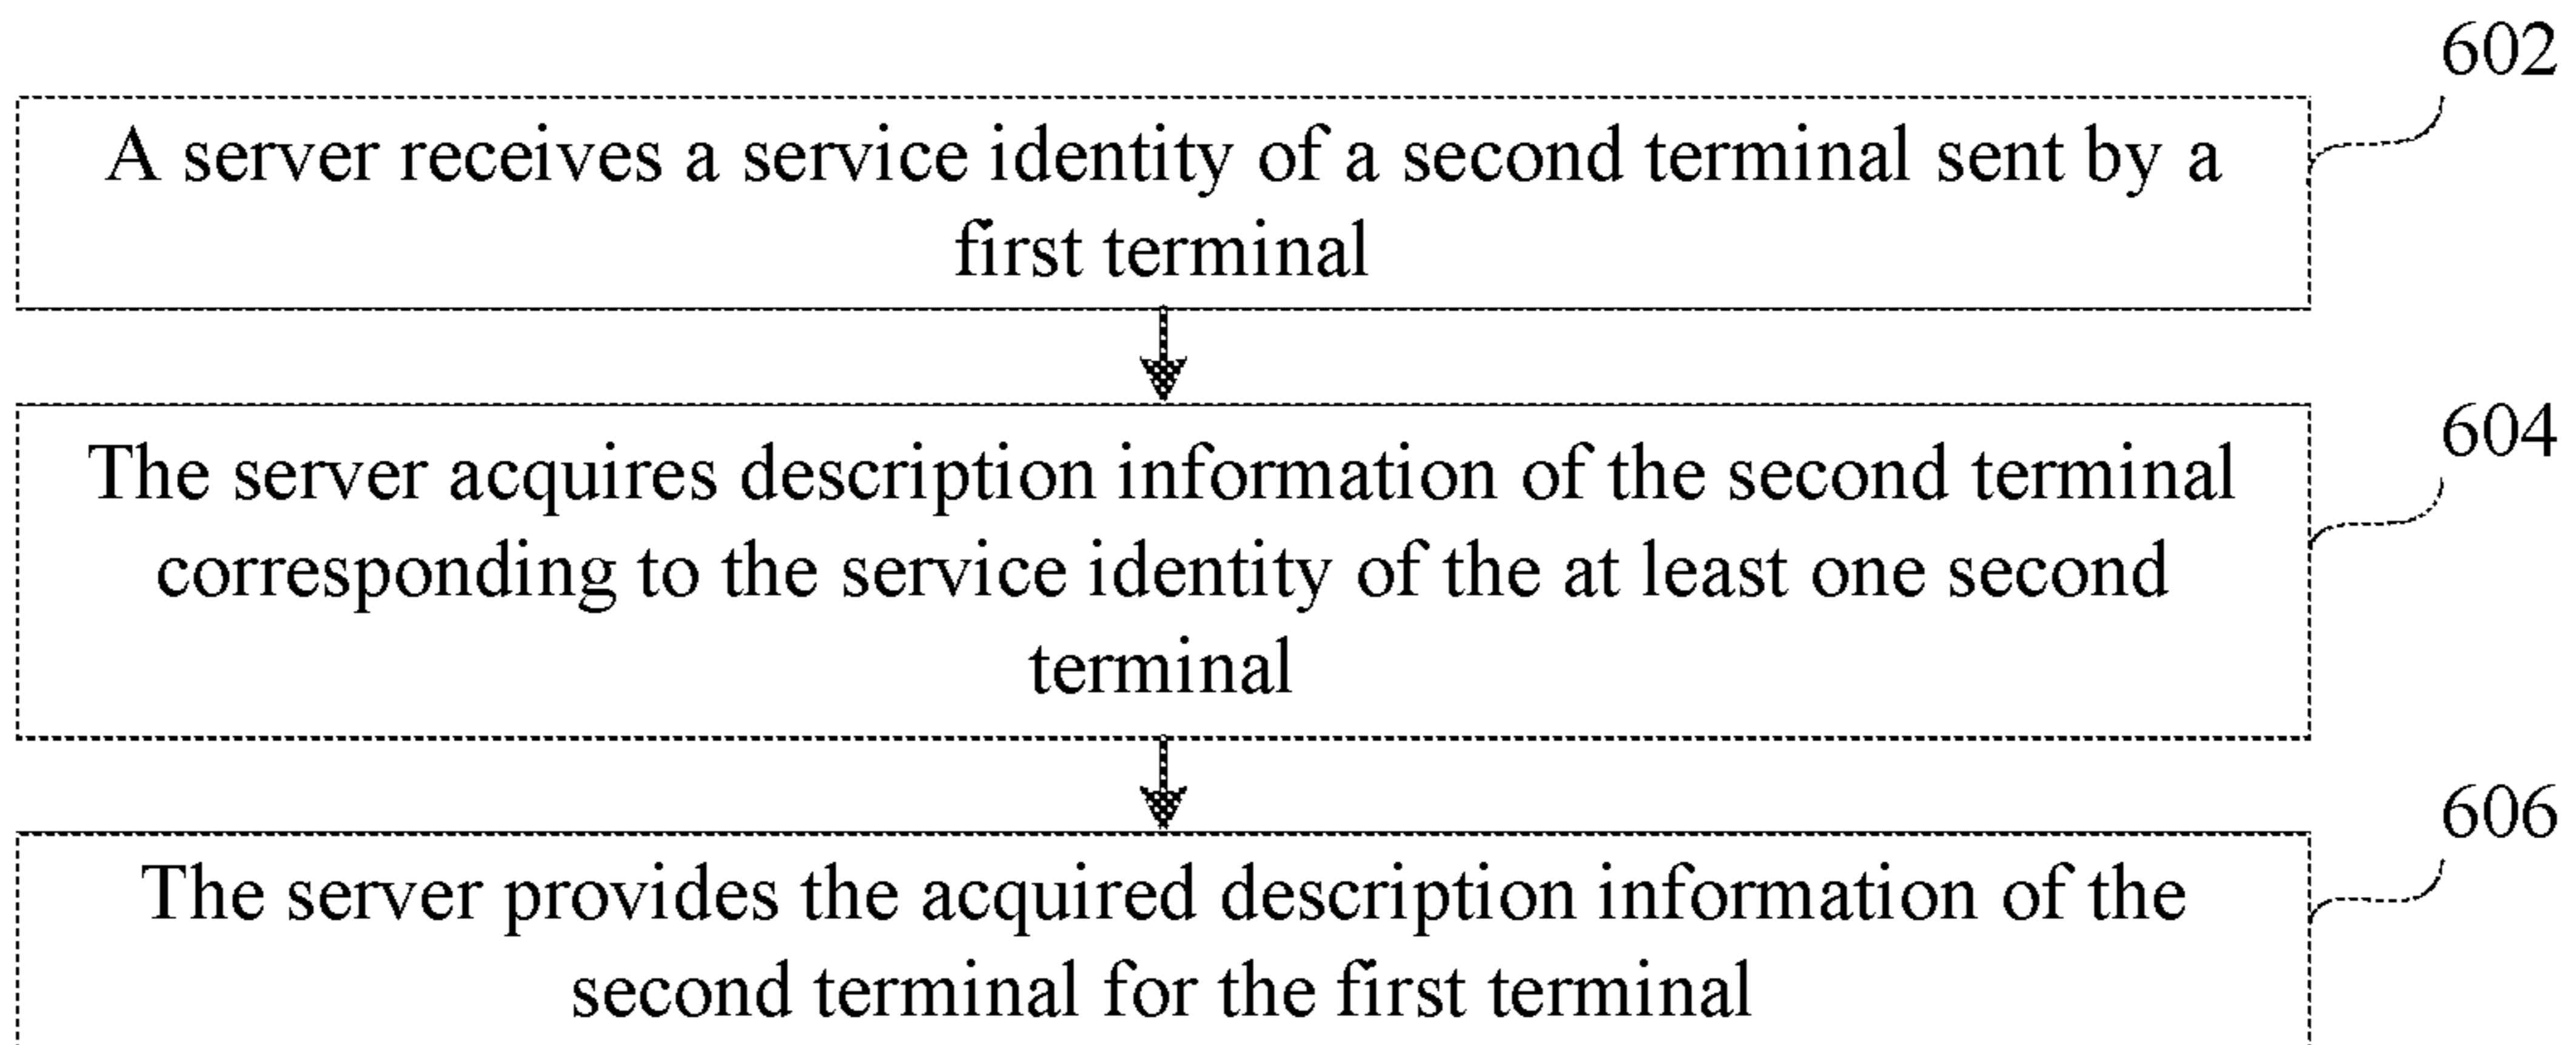 602
A server receives a service identity of a second terminal sent by a
first terminal
604
The server acquires description information of the second terminal
corresponding to the service identity of the at least one second
terminal
606
The server provides the acquired description information of the
second terminal for the first terminal